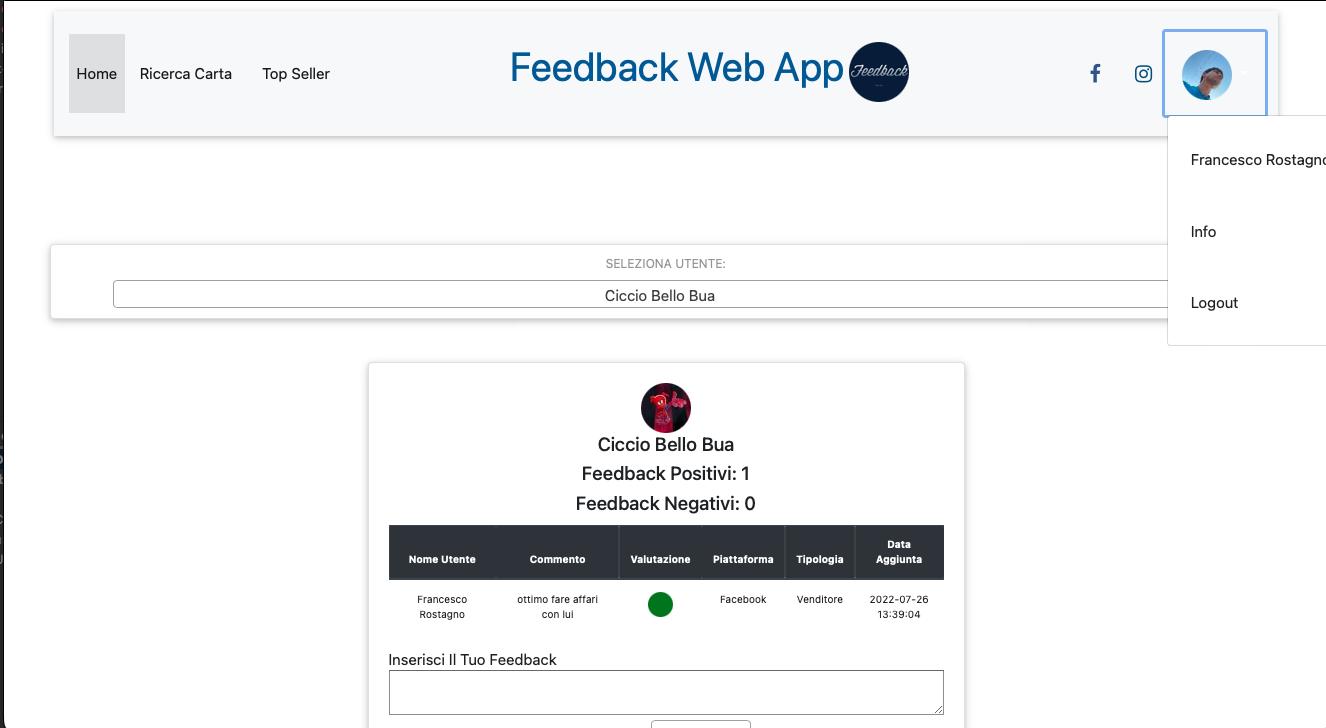 Home
Ricerca Carta
Top Seller
Feedback Web App
Feedback
Francesco Rostagno
Info
Logout
SELEZIONA UTENTE:
Ciccio Bello Bua
Ciccio Bello Bua
Feedback Positivi: 1
Feedback Negativi: 0
Nome Utente
Commento
Valutazione
Piattaforma
Tipologia
Data
Aggiunta
Francesco
Rostagno
ottimo fare affari
con lui
Facebook
Venditore
2022-07-26
13:39:04
Inserisci Il Tuo Feedback